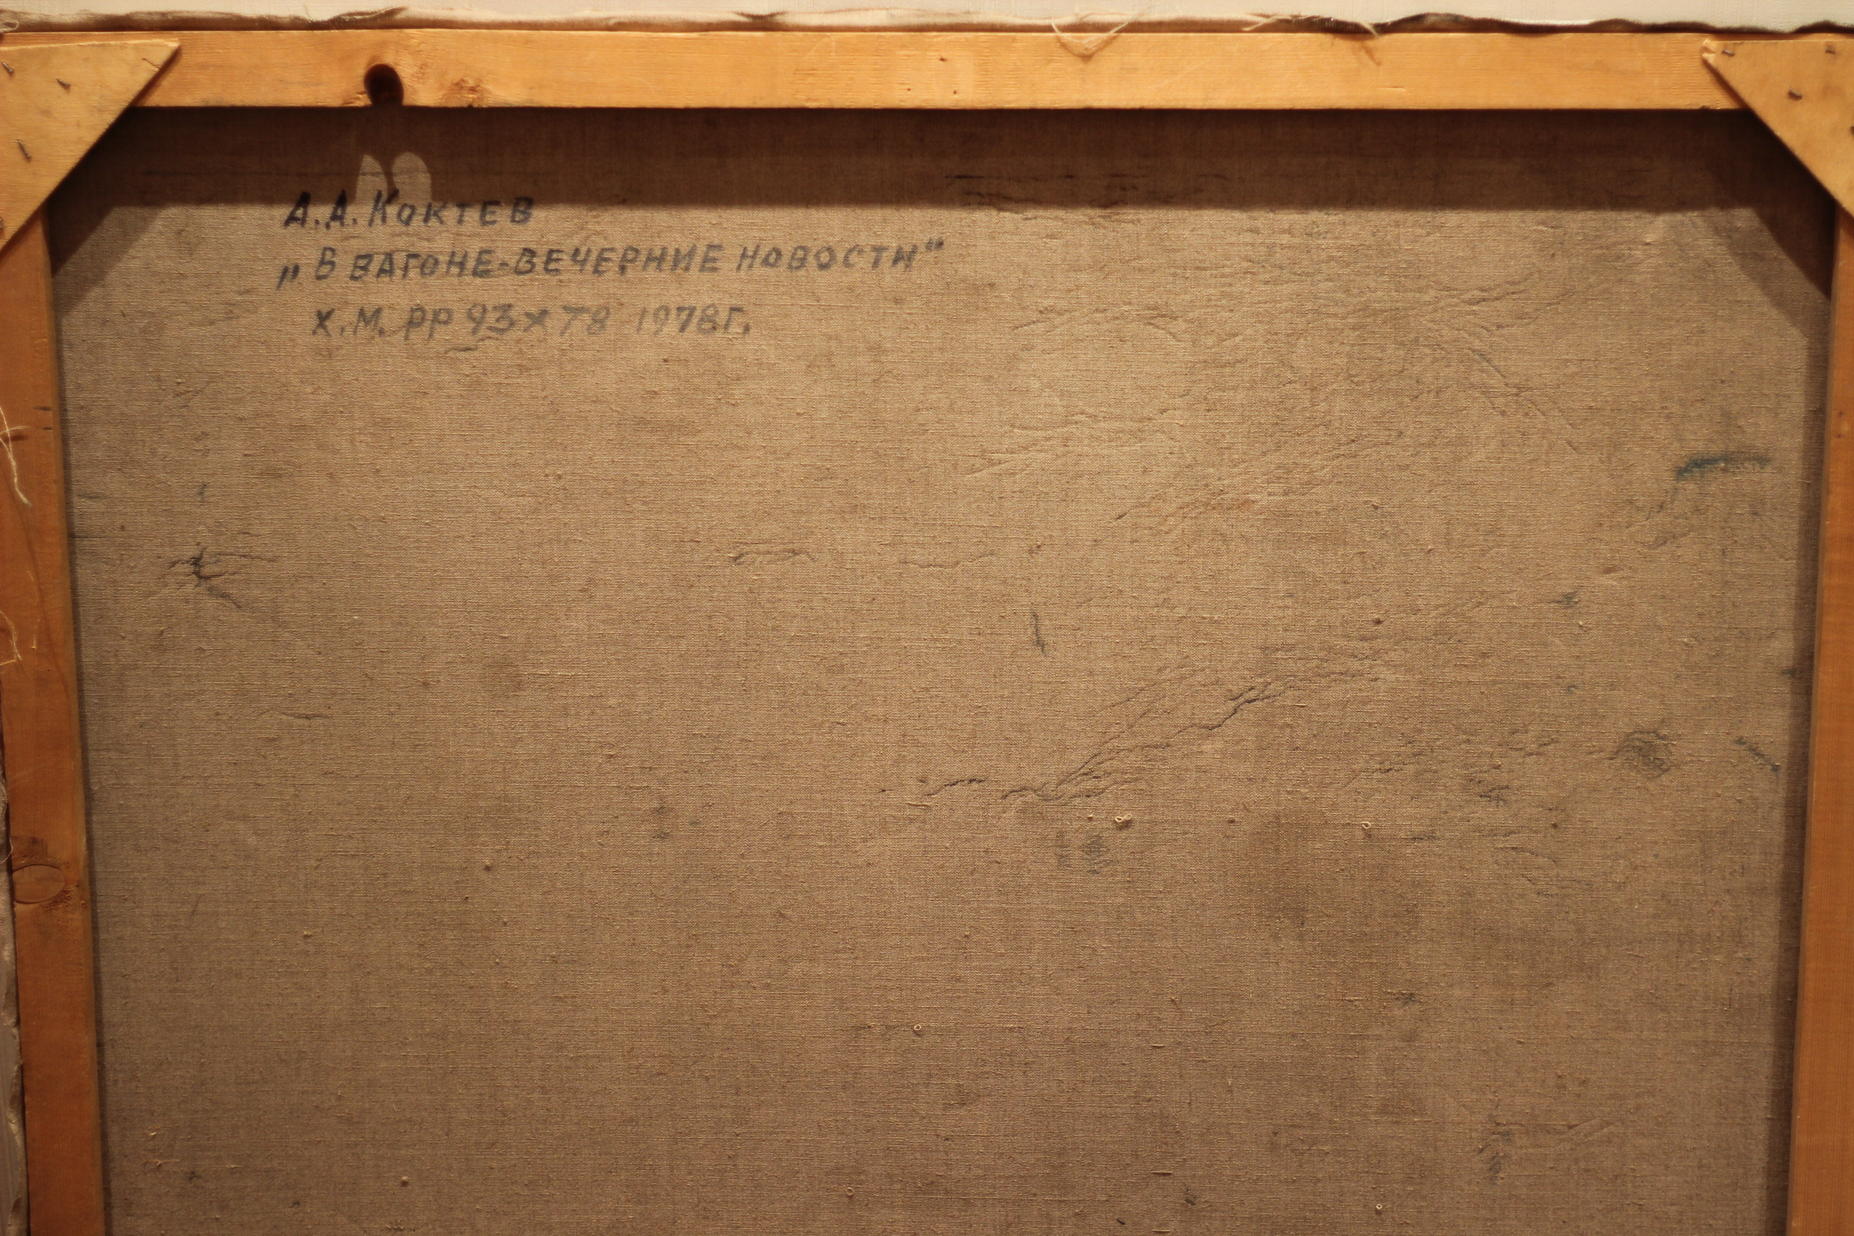 А.А. Коктев
„В ВАГОНЕ-ВЕЧЕРНИЕ НОВОСТИ“
Х.М. РР 93×78 1978г.